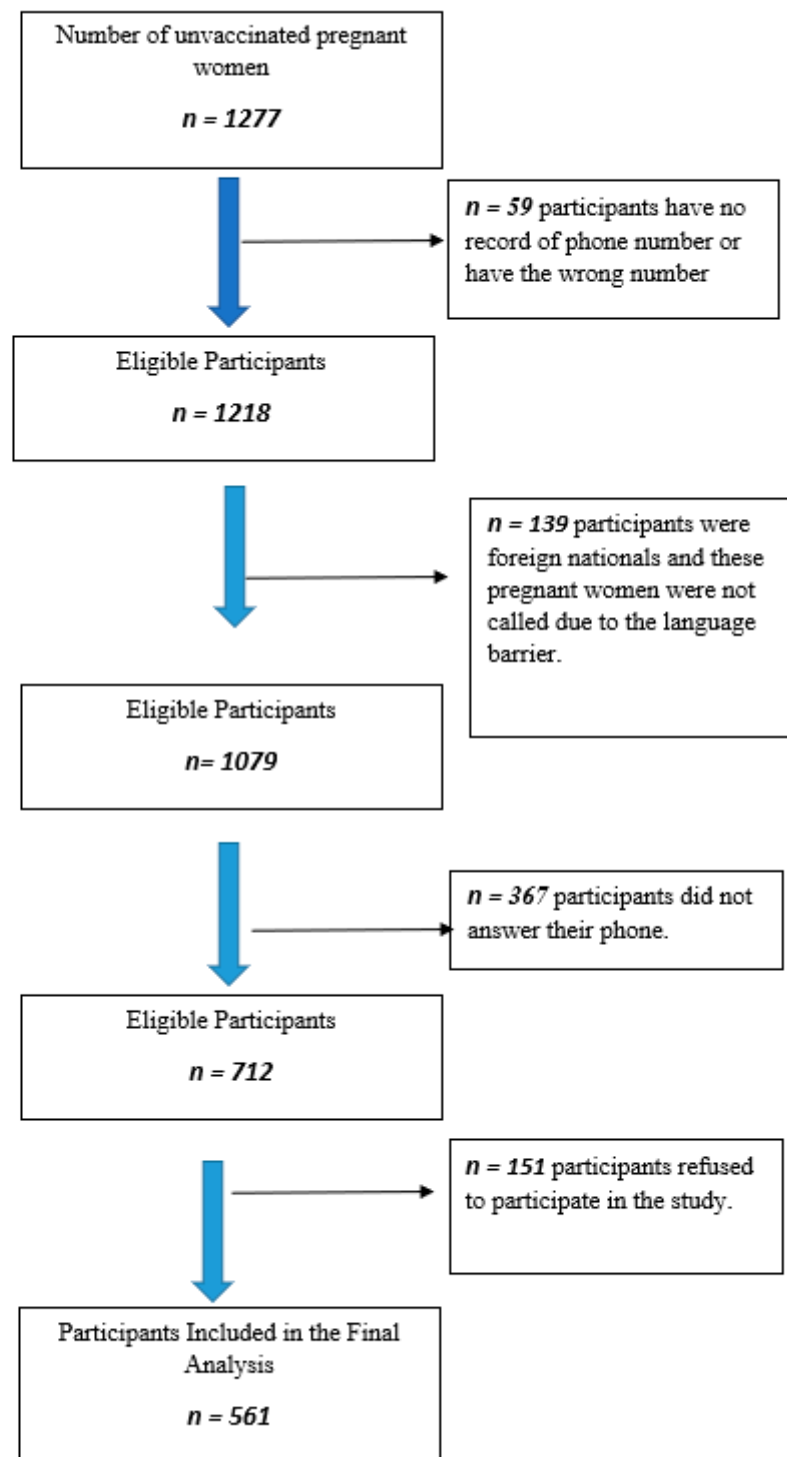 Number of unvaccinated pregnant
women
n = 1277
n = 59 participants have no
record of phone number or
have the wrong number
Eligible Participants
n = 1218
n = 139 participants were
foreign nationals and these
pregnant women were not
called due to the language
barrier.
Eligible Participants
n= 1079
n = 367 participants did not
answer their phone.
Eligible Participants
n = 712
n = 151 participants refused
to participate in the study.
Participants Included in the Final
Analysis
n = 561